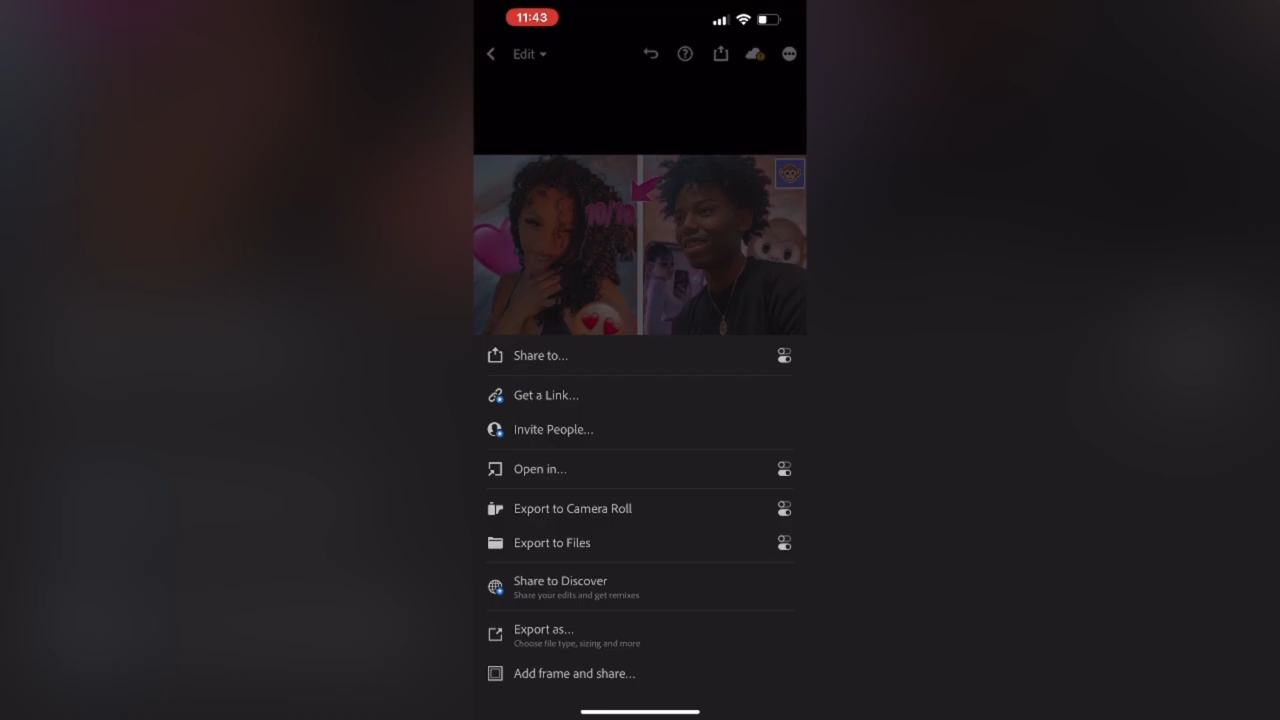 11:43
Edit
10/10
Share to...
Get a Link...
Invite People...
Open in...
Export to Camera Roll
Export to Files
Share to Discover
Share your edits and get remixes
Export as...
Choose file type, sizing and more
Add frame and share...